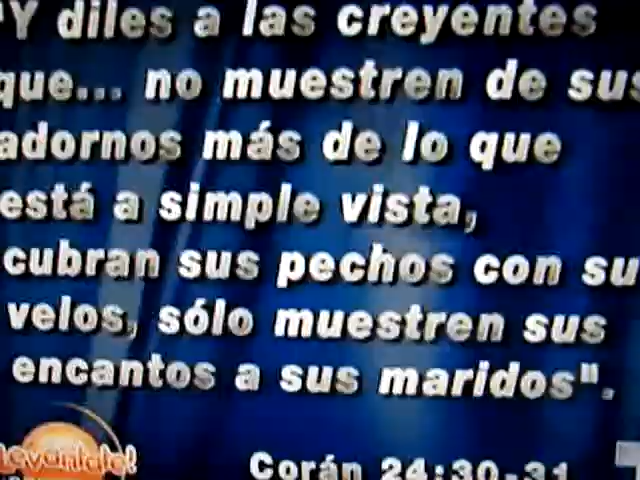 "Y diles a las creyentes
que... no muestren de sus
adornos más de lo que
está a simple vista,
cubran sus pechos con su
velos, sólo muestren sus
encantos a sus maridos".
Corán 24:30-31